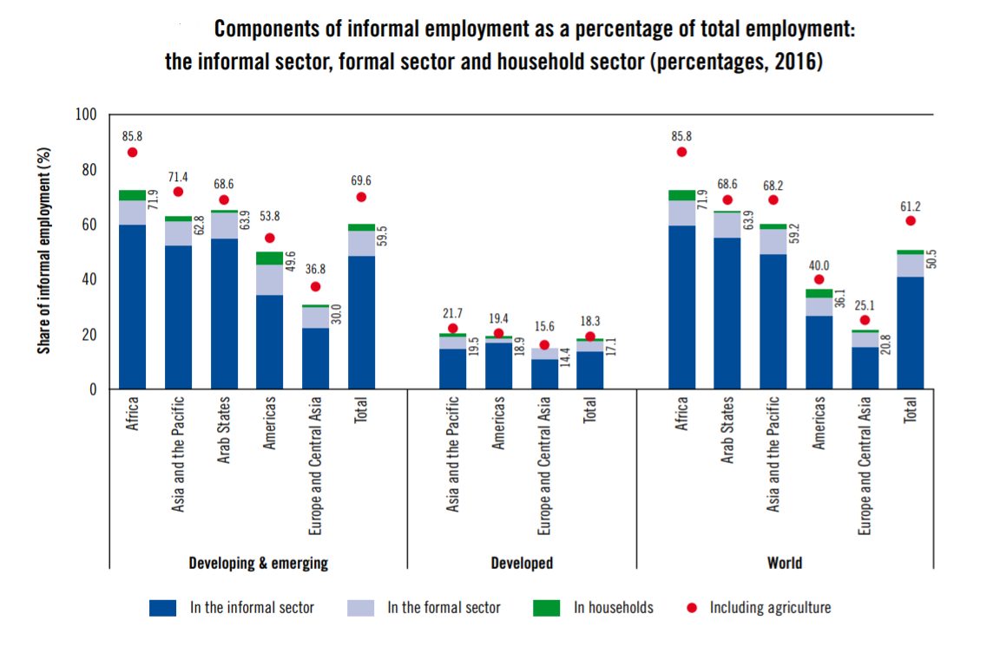 Components of informal employment as a percentage of total employment:
the informal sector, formal sector and household sector (percentages, 2016)
Share of informal employment (%)
100
80
60
40
20
0
85.8
71.9
71.4
62.8
68.6
63.9
53.8
49.6
36.8
30.0
69.6
59.5
21.7
19.5
19.4
18.9
15.6
14.4
18.3
17.1
85.8
71.9
68.6
63.9
68.2
59.2
40.0
36.1
25.1
20.8
61.2
50.5
Africa
Asia and the Pacific
Arab States
Americas
Europe and Central Asia
Total
Asia and the Pacific
Americas
Europe and Central Asia
Total
Africa
Arab States
Asia and the Pacific
Americas
Europe and Central Asia
Total
Developing & emerging
Developed
World
In the informal sector
In the formal sector
In households
Including agriculture